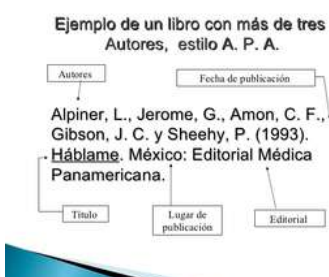 Ejemplo de un libro con más de tres
Autores, estilo A. P. A.
Autores
Fecha de publicación
Alpiner, L., Jerome, G., Amon, C. F.,
Gibson, J. C. y Sheehy, P. (1993).
Háblame. México: Editorial Médica
Panamericana.
Título
Lugar de
publicación
Editorial